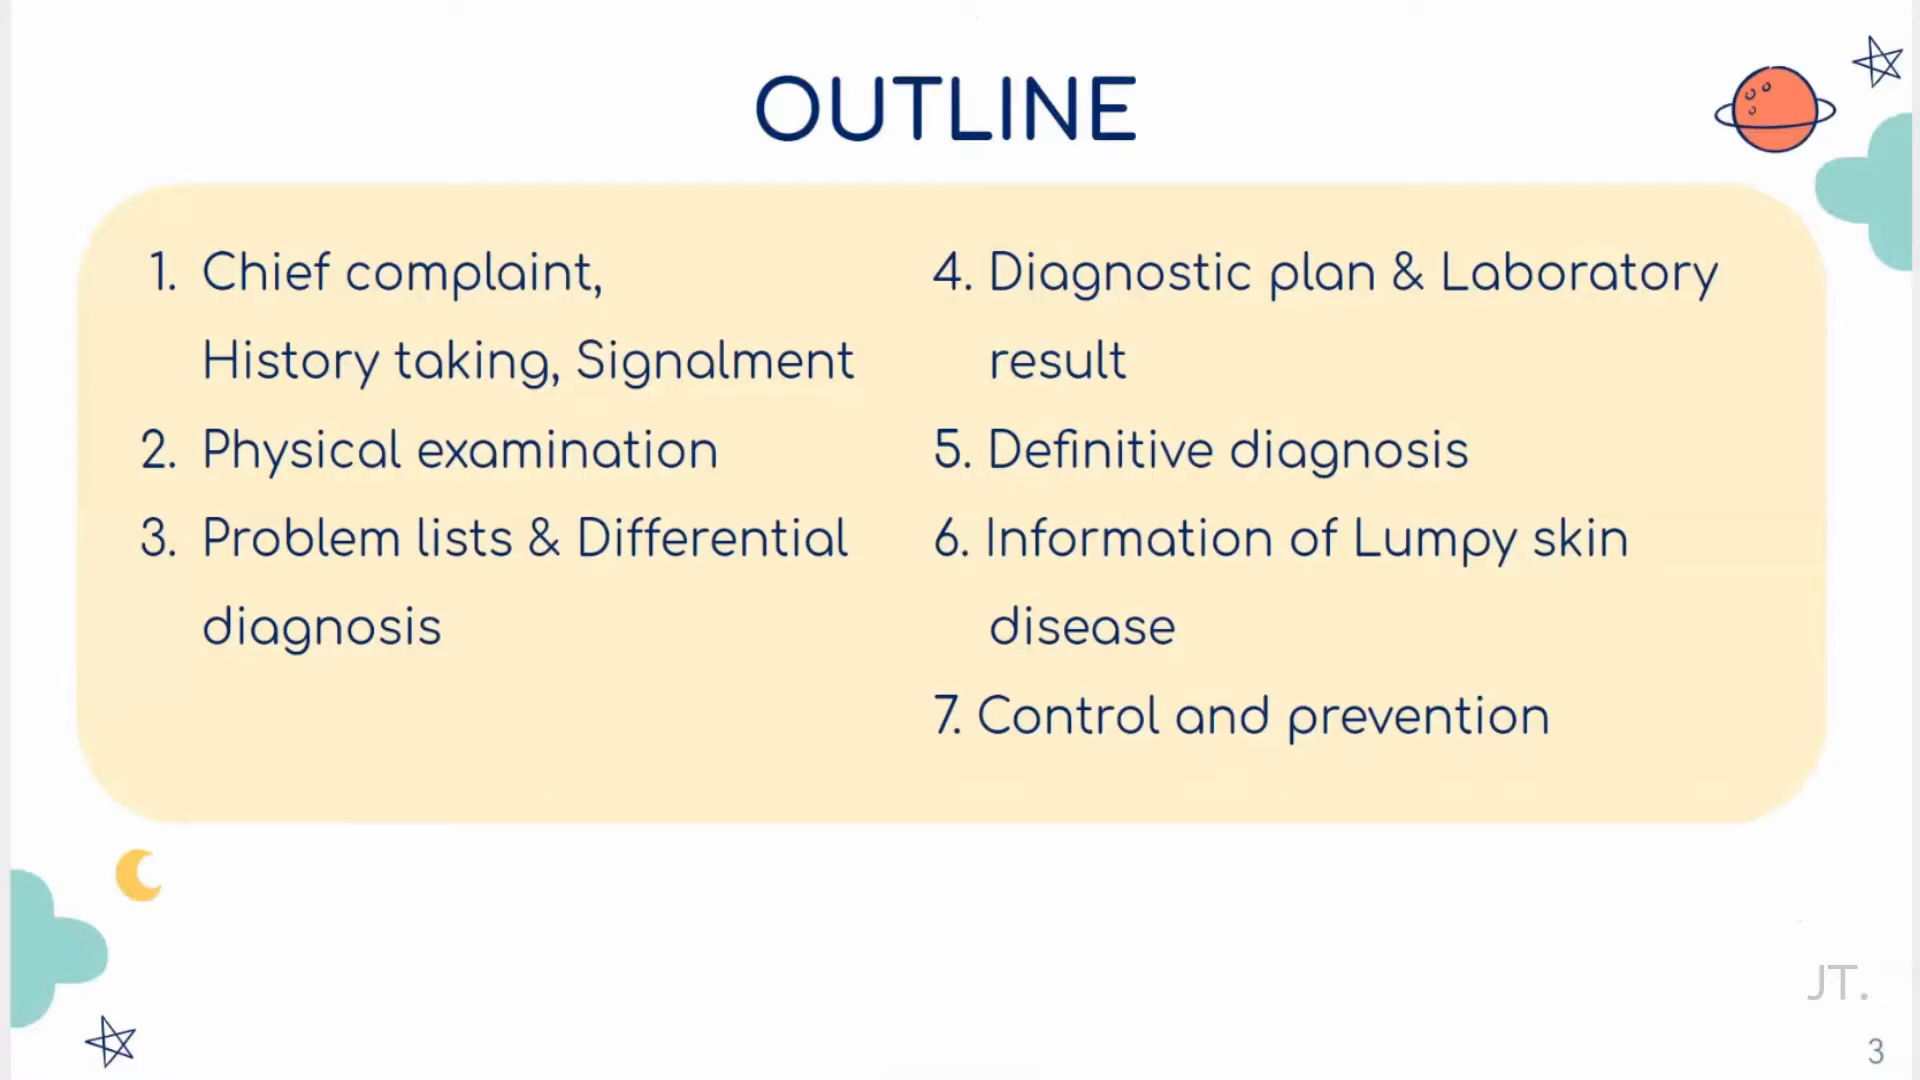 OUTLINE
1. Chief complaint,
History taking, Signalment
2. Physical examination
3. Problem lists & Differential
diagnosis
4. Diagnostic plan & Laboratory
result
5. Definitive diagnosis
6. Information of Lumpy skin
disease
7. Control and prevention
JT.
3